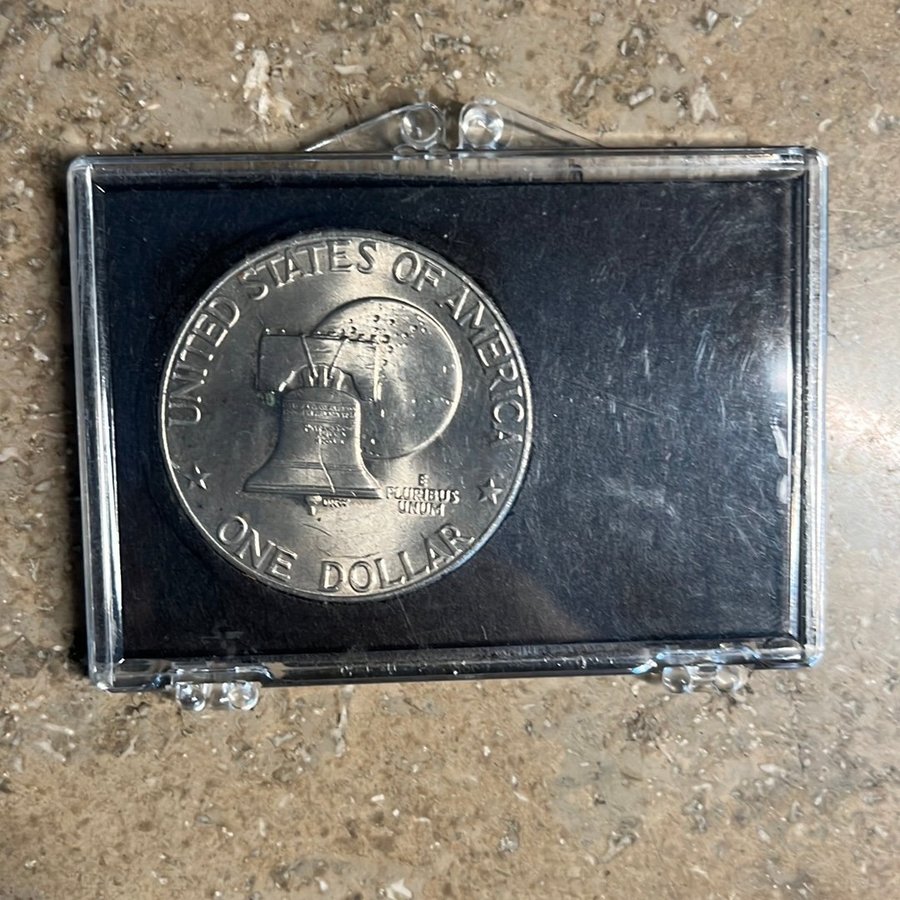 UNITED STATES OF AMERICA
E
PLURIBUS
UNUM
ONE DOLLAR